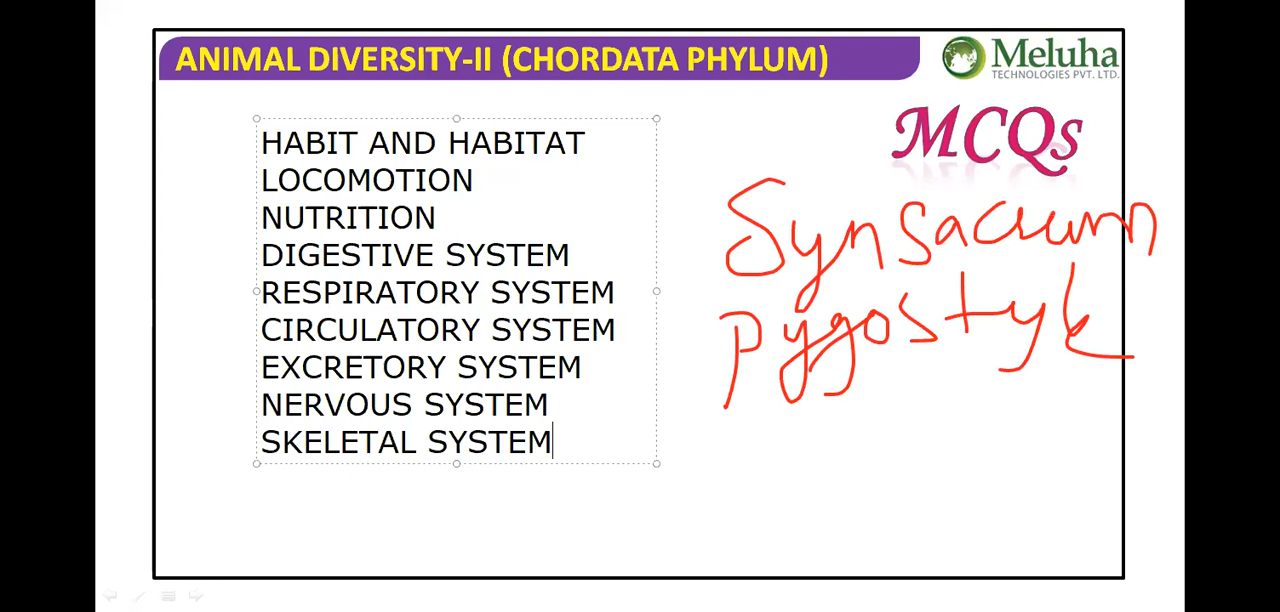 ANIMAL DIVERSITY-II (CHORDATA PHYLUM)
Meluha
TECHNOLOGIES PVT. LTD.
MCQs
HABIT AND HABITAT
LOCOMOTION
NUTRITION
DIGESTIVE SYSTEM
RESPIRATORY SYSTEM
CIRCULATORY SYSTEM
EXCRETORY SYSTEM
NERVOUS SYSTEM
SKELETAL SYSTEM
Synsacrum
Pygostyle